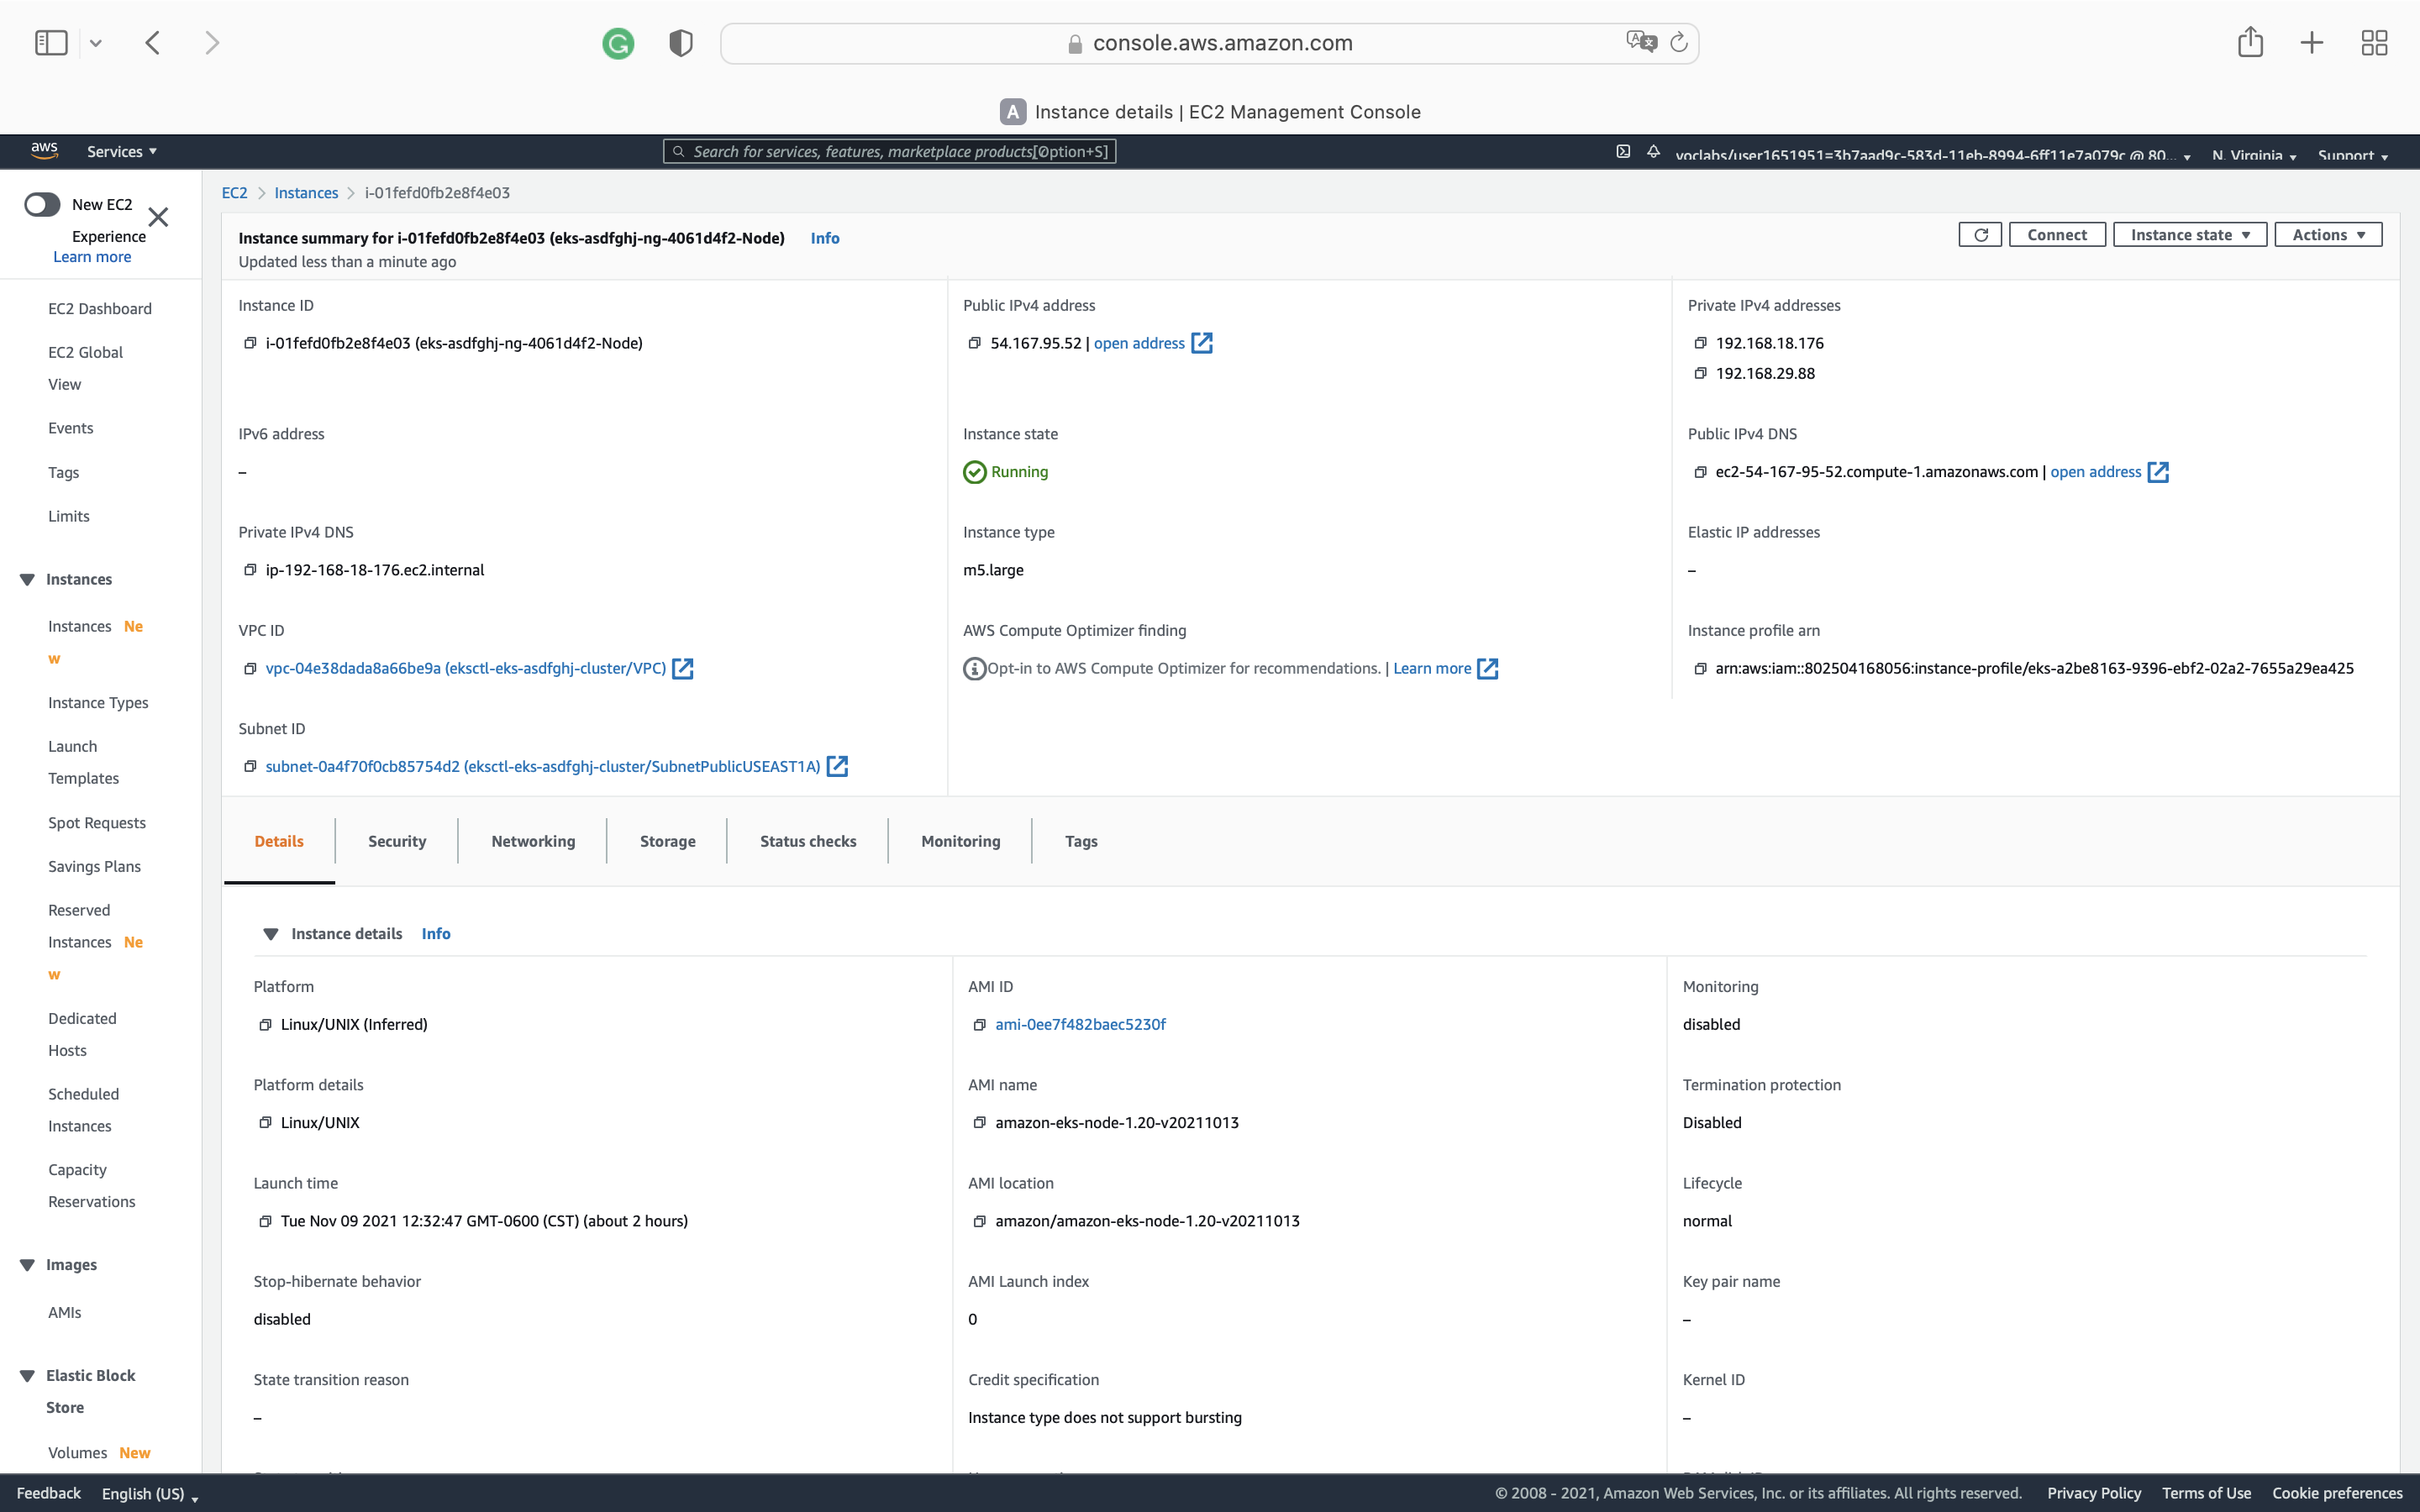 console.aws.amazon.com
A Instance details | EC2 Management Console
aws Services Search for services, features, marketplace products [Option+S] voclabs/user1651951=3b7aad9c-583d-11eb-8994-6ff11e7a079c @ 80... N. Virginia Support
New EC2
Experience
Learn more
EC2 Dashboard
EC2 Global
View
Events
Tags
Limits
Instances
Instances Ne
w
Instance Types
Launch
Templates
Spot Requests
Savings Plans
Reserved
Instances Ne
w
Dedicated
Hosts
Scheduled
Instances
Capacity
Reservations
Images
AMIs
Elastic Block
Store
Volumes New
EC2 > Instances > i-01fefd0fb2e8f4e03
Instance summary for i-01fefd0fb2e8f4e03 (eks-asdfghj-ng-4061d4f2-Node) Info
Updated less than a minute ago
Connect Instance state Actions
Instance ID
i-01fefd0fb2e8f4e03 (eks-asdfghj-ng-4061d4f2-Node)
Public IPv4 address
54.167.95.52 | open address
Private IPv4 addresses
192.168.18.176
192.168.29.88
IPv6 address
–
Instance state
Running
Public IPv4 DNS
ec2-54-167-95-52.compute-1.amazonaws.com | open address
Private IPv4 DNS
ip-192-168-18-176.ec2.internal
Instance type
m5.large
Elastic IP addresses
–
VPC ID
vpc-04e38dada8a66be9a (eksctl-eks-asdfghj-cluster/VPC)
AWS Compute Optimizer finding
Opt-in to AWS Compute Optimizer for recommendations. | Learn more
Instance profile arn
arn:aws:iam::802504168056:instance-profile/eks-a2be8163-9396-ebf2-02a2-7655a29ea425
Subnet ID
subnet-0a4f70f0cb85754d2 (eksctl-eks-asdfghj-cluster/SubnetPublicUSEAST1A)
Details Security Networking Storage Status checks Monitoring Tags
Instance details Info
Platform
Linux/UNIX (Inferred)
AMI ID
ami-0ee7f482baec5230f
Monitoring
disabled
Platform details
Linux/UNIX
AMI name
amazon-eks-node-1.20-v20211013
Termination protection
Disabled
Launch time
Tue Nov 09 2021 12:32:47 GMT-0600 (CST) (about 2 hours)
AMI location
amazon/amazon-eks-node-1.20-v20211013
Lifecycle
normal
Stop-hibernate behavior
disabled
AMI Launch index
0
Key pair name
–
State transition reason
–
Credit specification
Instance type does not support bursting
Kernel ID
–
Feedback English (US) © 2008 - 2021, Amazon Web Services, Inc. or its affiliates. All rights reserved. Privacy Policy Terms of Use Cookie preferences